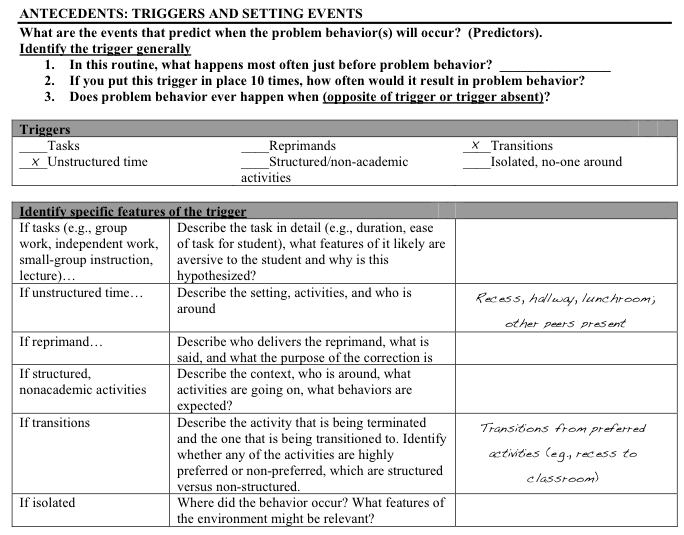 ANTECEDENTS: TRIGGERS AND SETTING EVENTS
What are the events that predict when the problem behavior(s) will occur? (Predictors).
Identify the trigger generally
1. In this routine, what happens most often just before problem behavior? ________________
2. If you put this trigger in place 10 times, how often would it result in problem behavior?
3. Does problem behavior ever happen when (opposite of trigger or trigger absent)?
Triggers
____Tasks
____Reprimands
__x__Transitions
__x__Unstructured time
____Structured/non-academic
activities
____Isolated, no-one around
Identify specific features of the trigger
If tasks (e.g., group
work, independent work,
small-group instruction,
lecture)…
Describe the task in detail (e.g., duration, ease
of task for student), what features of it likely are
aversive to the student and why is this
hypothesized?
If unstructured time…
Describe the setting, activities, and who is
around
Recess, hallway, lunchroom;
other peers present
If reprimand…
Describe who delivers the reprimand, what is
said, and what the purpose of the correction is
If structured,
nonacademic activities
Describe the context, who is around, what
activities are going on, what behaviors are
expected?
If transitions
Describe the activity that is being terminated
and the one that is being transitioned to. Identify
whether any of the activities are highly
preferred or non-preferred, which are structured
versus non-structured.
Transitions from preferred
activities (eg., recess to
classroom)
If isolated
Where did the behavior occur? What features of
the environment might be relevant?